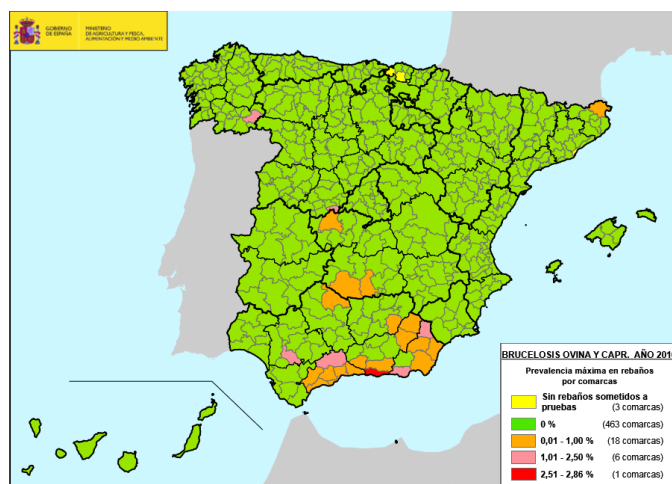 GOBIERNO
DE ESPAÑA
MINISTERIO
DE AGRICULTURA Y PESCA,
ALIMENTACIÓN Y MEDIO AMBIENTE
BRUCELOSIS OVINA Y CAPR. AÑO 201
Prevalencia máxima en rebaños
por comarcas
Sin rebaños sometidos a
pruebas (3 comarcas)
0 % (463 comarcas)
0,01 - 1,00 % (18 comarcas)
1,01 - 2,50 % (6 comarcas)
2,51 - 2,86 % (1 comarcas)